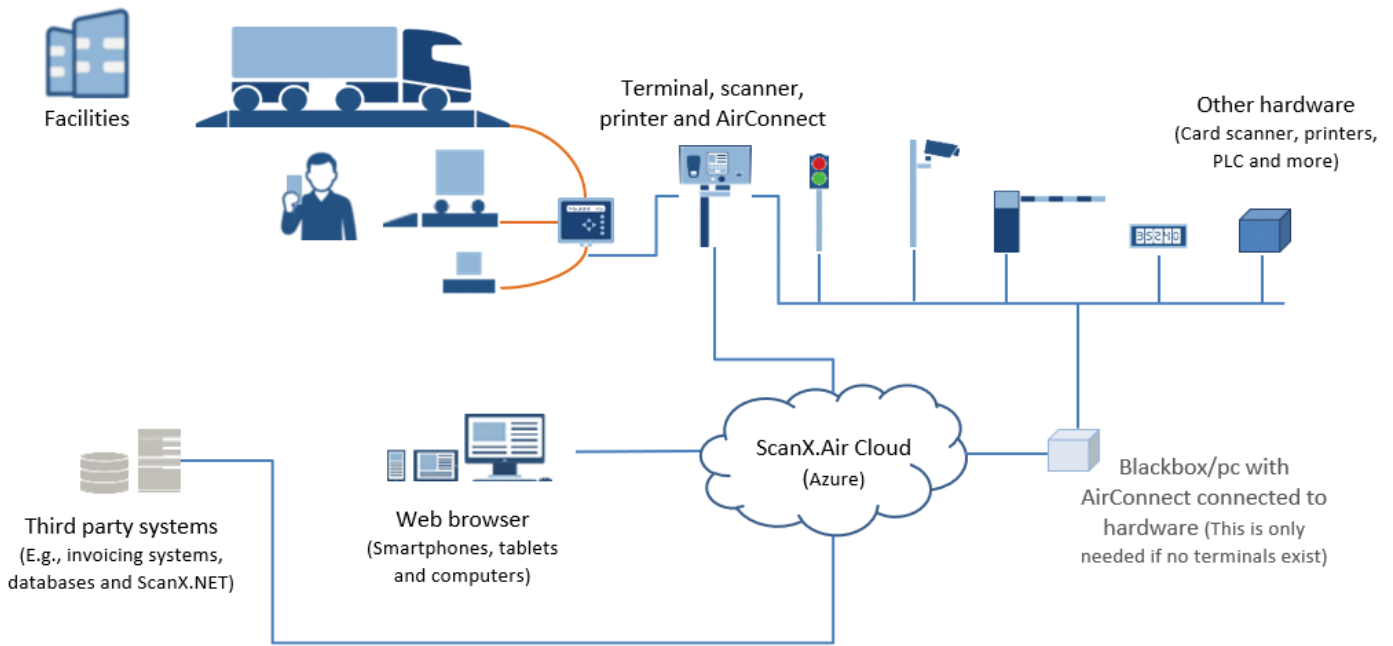 Facilities
Terminal, scanner,
printer and AirConnect
Other hardware
(Card scanner, printers,
PLC and more)
35240
ScanX.Air Cloud
(Azure)
Blackbox/pc with
AirConnect connected to
hardware (This is only
needed if no terminals exist)
Web browser
(Smartphones, tablets
and computers)
Third party systems
(E.g., invoicing systems,
databases and ScanX.NET)